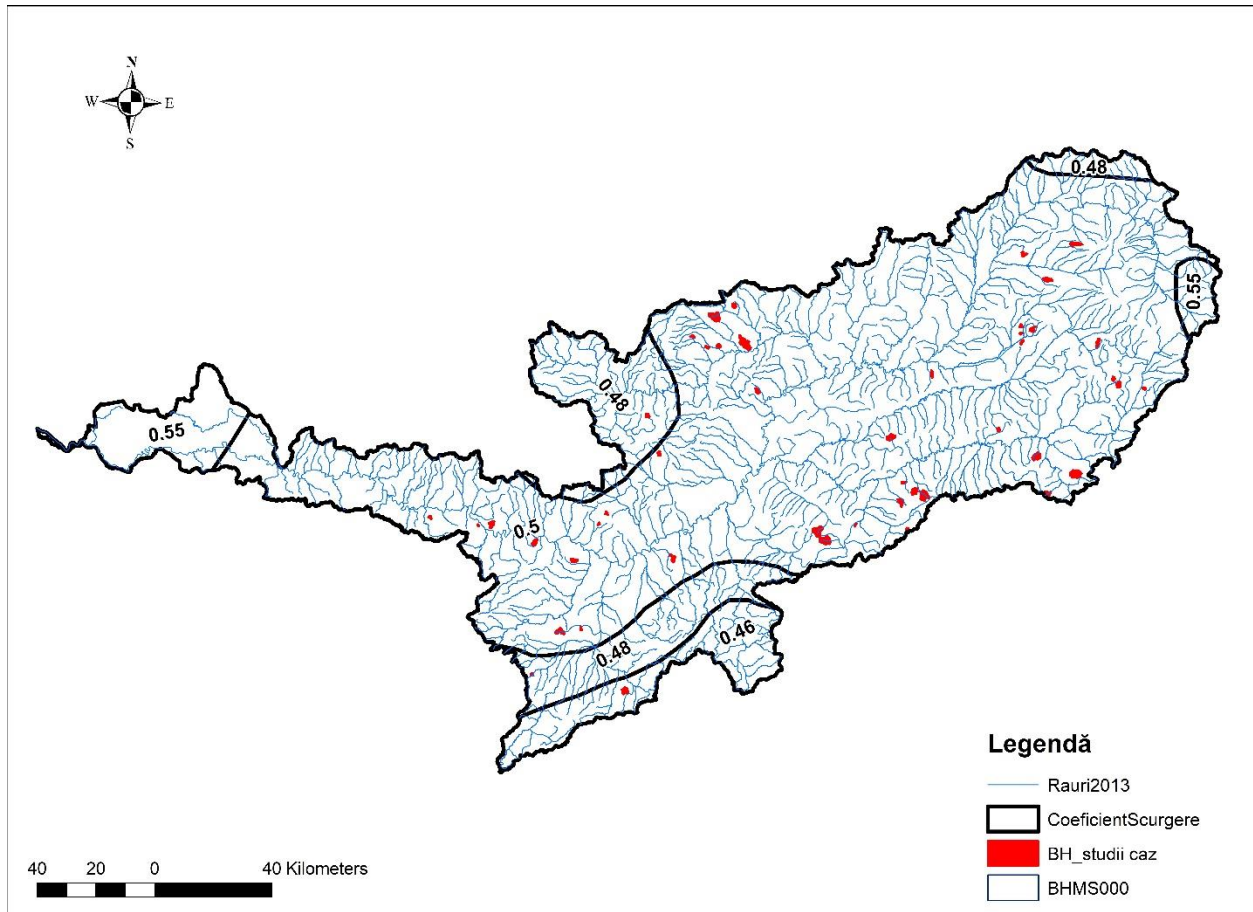 N
W E
S
0.48
0.55
0.48
0.55
0.5
0.48
0.46
Legendă
Rauri2013
CoeficientScurgere
BH_studii caz
BHMS000
40 20 0 40 Kilometers